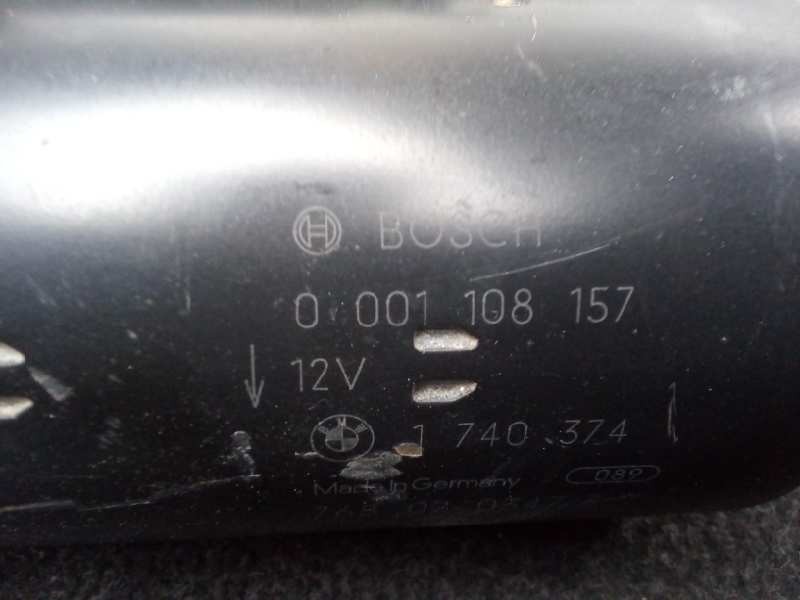 BOSCH
0 001 108 157
12V
1 740 374
Made In Germany
089